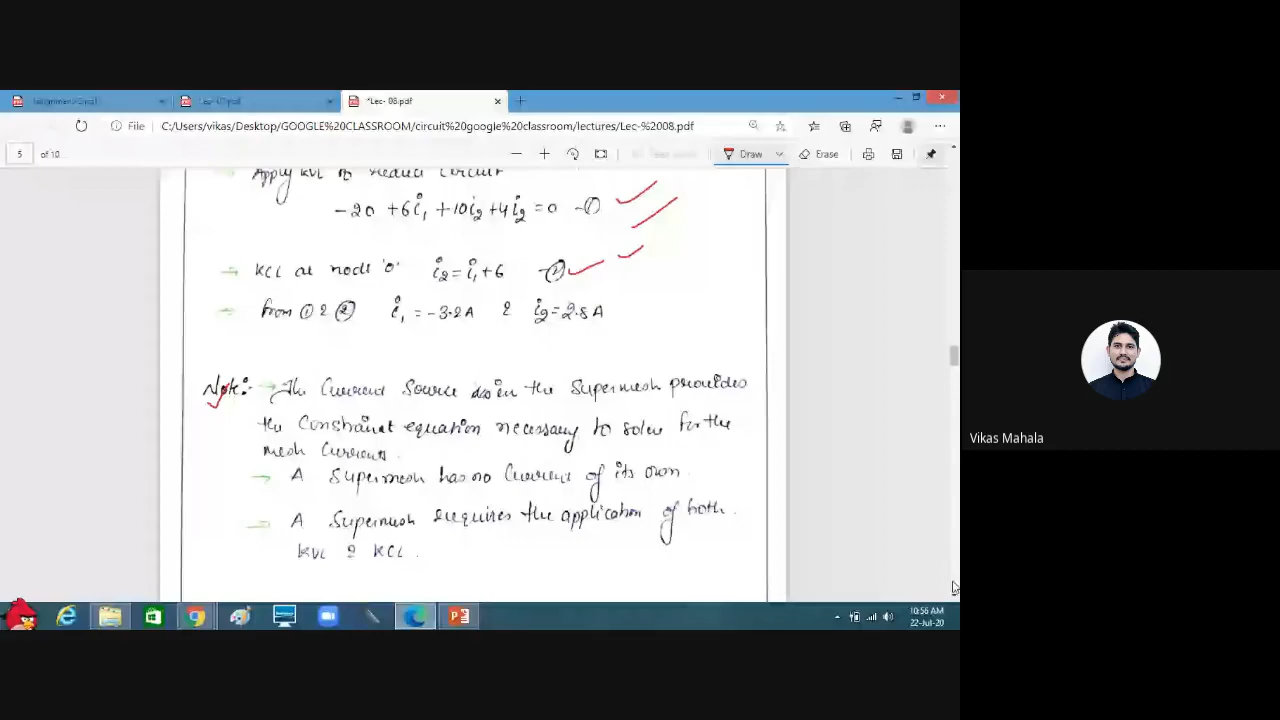 Lec- 07.pdf
*Lec- 08.pdf
File C:/Users/vikas/Desktop/GOOGLE%20CLASSROOM/circuit%20google%20classroom/lectures/Lec-%2008.pdf
5 of 10
Draw
Erase
Apply KVL
-20 + 6i₁ + 10i₂ + 4i₂ = 0 -①
→ KCL at node 'o' i₂ = i₁ + 6 -②
→ from ① & ② i₁ = -3.2A & i₂ = 2.8A
Note:- → The Current Source in the Supermesh provides
the Constraint equation necessary to solve for the
mesh Currents.
→ A Supermesh has no Current of its own.
→ A Supermesh requires the application of both
KVL & KCL.
Vikas Mahala
10:56 AM
22-Jul-20